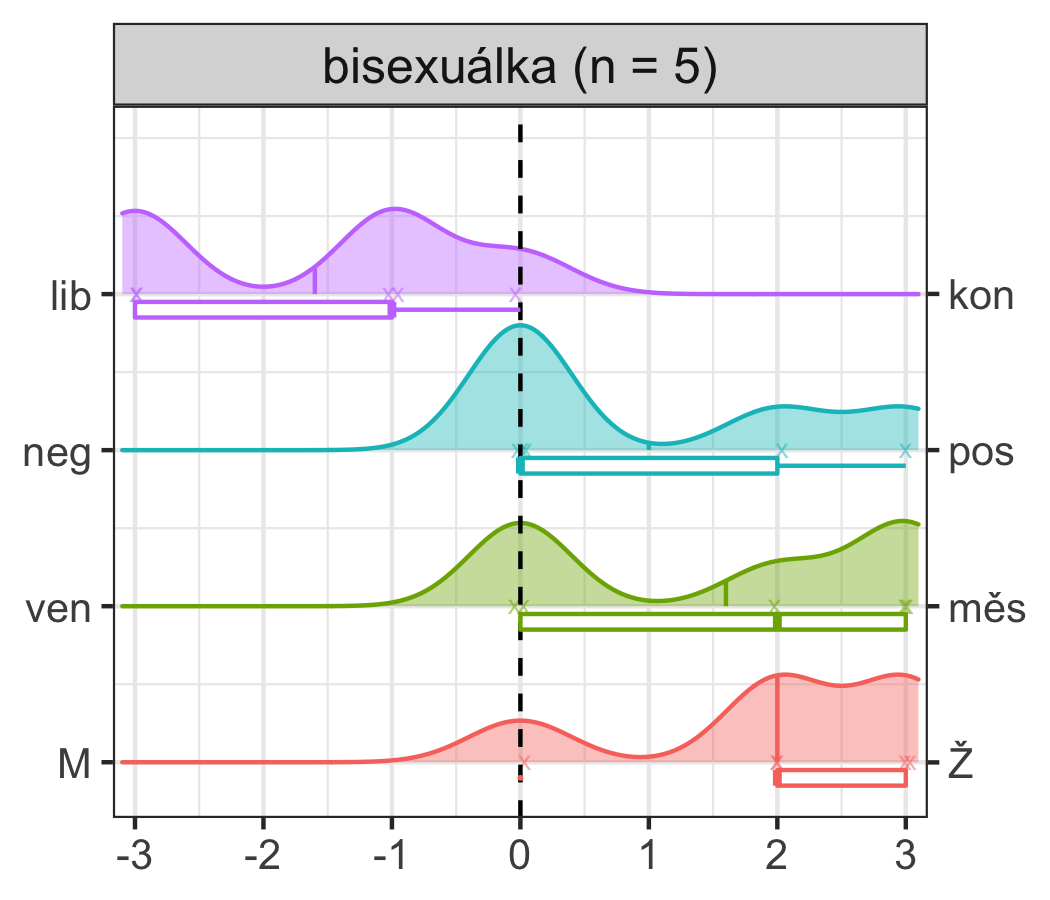 bisexuálka (n = 5)
lib kon
neg pos
ven měs
M Ž
-3 -2 -1 0 1 2 3